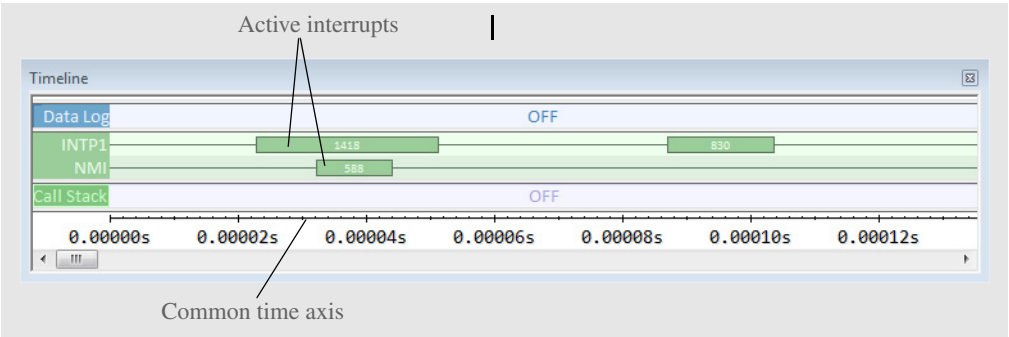 Active interrupts
Timeline
Data Log OFF
INTP1 1418 830
NMI 588
Call Stack OFF
0.00000s 0.00002s 0.00004s 0.00006s 0.00008s 0.00010s 0.00012s
Common time axis